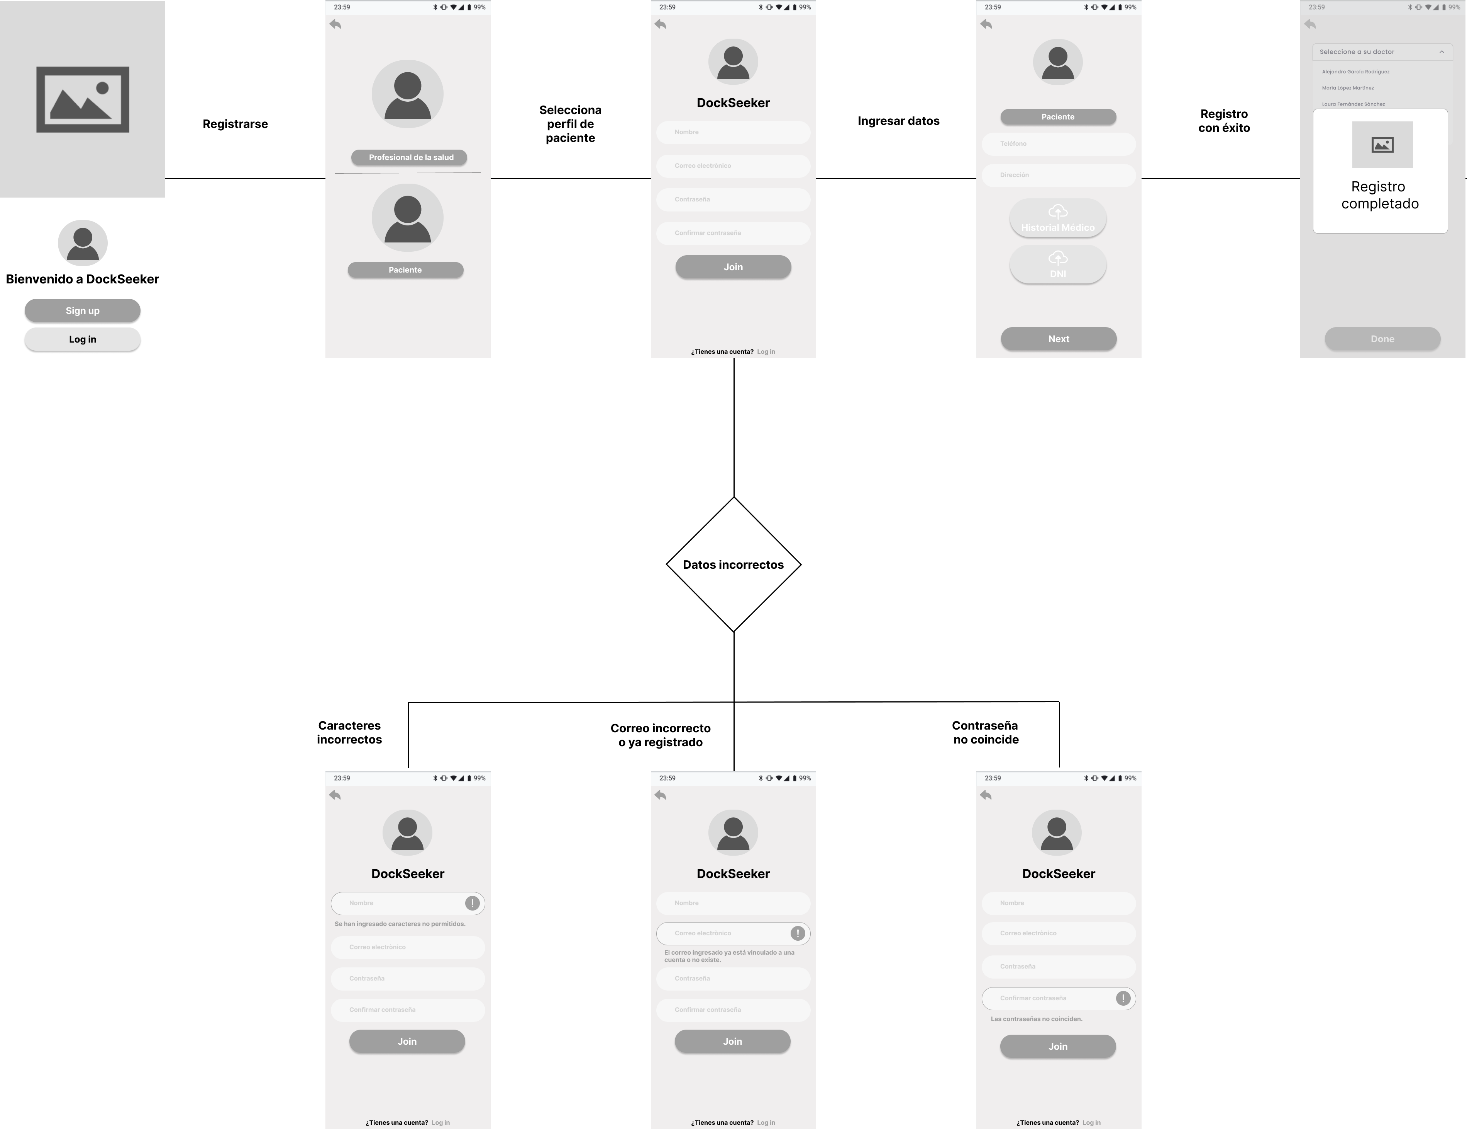 Registrarse
Bienvenido a DockSeeker
Sign up
Log in
23:59
99%
Profesional de la salud
Paciente
Selecciona
perfil de
paciente
23:59
99%
DockSeeker
Nombre
Correo electrónico
Contraseña
Confirmar contraseña
Join
¿Tienes una cuenta? Log in
Ingresar datos
23:59
99%
Paciente
Teléfono
Dirección
Historial Médico
DNI
Next
Registro
con éxito
23:59
99%
Seleccione a su doctor
Alejandro García Rodríguez
María López Martínez
Laura Fernández Sánchez
Registro
completado
Done
Datos incorrectos
Caracteres
incorrectos
23:59
99%
DockSeeker
Nombre
!
Se han ingresado caracteres no permitidos.
Correo electrónico
Contraseña
Confirmar contraseña
Join
¿Tienes una cuenta? Log in
Correo incorrecto
o ya registrado
23:59
99%
DockSeeker
Nombre
Correo electrónico
!
El correo ingresado ya está vinculado a una
cuenta o no existe.
Contraseña
Confirmar contraseña
Join
¿Tienes una cuenta? Log in
Contraseña
no coincide
23:59
99%
DockSeeker
Nombre
Correo electrónico
Contraseña
Confirmar contraseña
!
Las contraseñas no coinciden.
Join
¿Tienes una cuenta? Log in